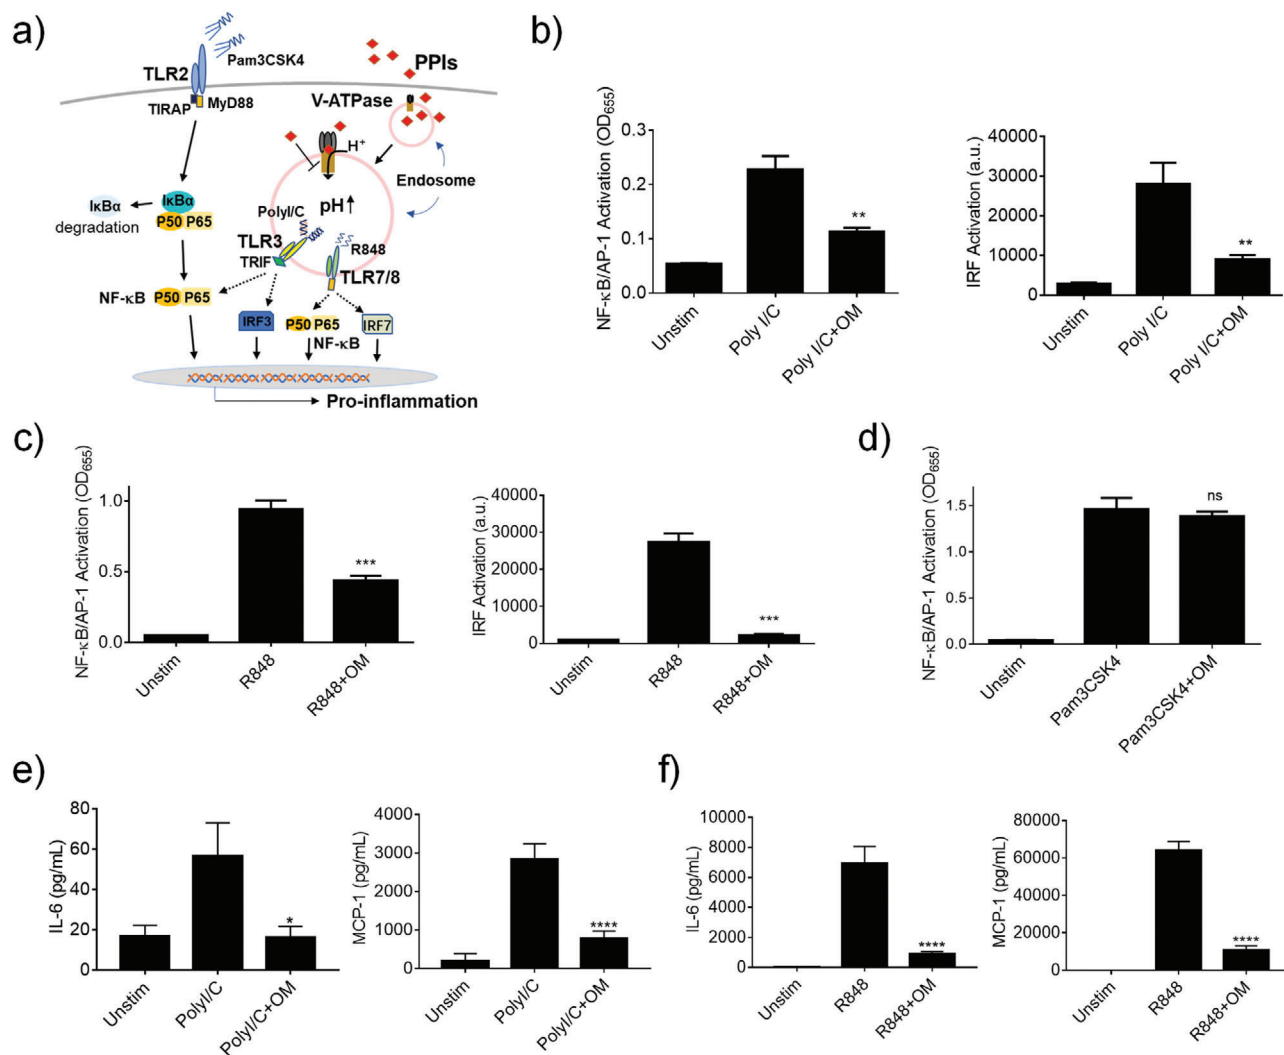 a)
Pam3CSK4
TLR2
TIRAP
MyD88
PPIs
V-ATPase
H+
Endosome
IκBα
IκBα
degradation
P50 P65
pH↑
PolyI/C
TLR3
TRIF
R848
TLR7/8
NF-κB P50 P65
IRF3
P50 P65
IRF7
NF-κB
Pro-inflammation
b)
NF-κB/AP-1 Activation (OD655)
0.3
0.2
0.1
0.0
**
Unstim
Poly I/C
Poly I/C+OM
IRF Activation (a.u.)
40000
30000
20000
10000
0
**
Unstim
Poly I/C
Poly I/C+OM
c)
NF-κB/AP-1 Activation (OD655)
1.0
0.5
0.0
***
Unstim
R848
R848+OM
IRF Activation (a.u.)
40000
30000
20000
10000
0
***
Unstim
R848
R848+OM
d)
NF-κB/AP-1 Activation (OD655)
1.5
1.0
0.5
0.0
ns
Unstim
Pam3CSK4
Pam3CSK4+OM
e)
IL-6 (pg/mL)
80
60
40
20
0
*
Unstim
PolyI/C
PolyI/C+OM
MCP-1 (pg/mL)
4000
3000
2000
1000
0
****
Unstim
PolyI/C
PolyI/C+OM
f)
IL-6 (pg/mL)
10000
8000
6000
4000
2000
0
****
Unstim
R848
R848+OM
MCP-1 (pg/mL)
80000
60000
40000
20000
0
****
Unstim
R848
R848+OM